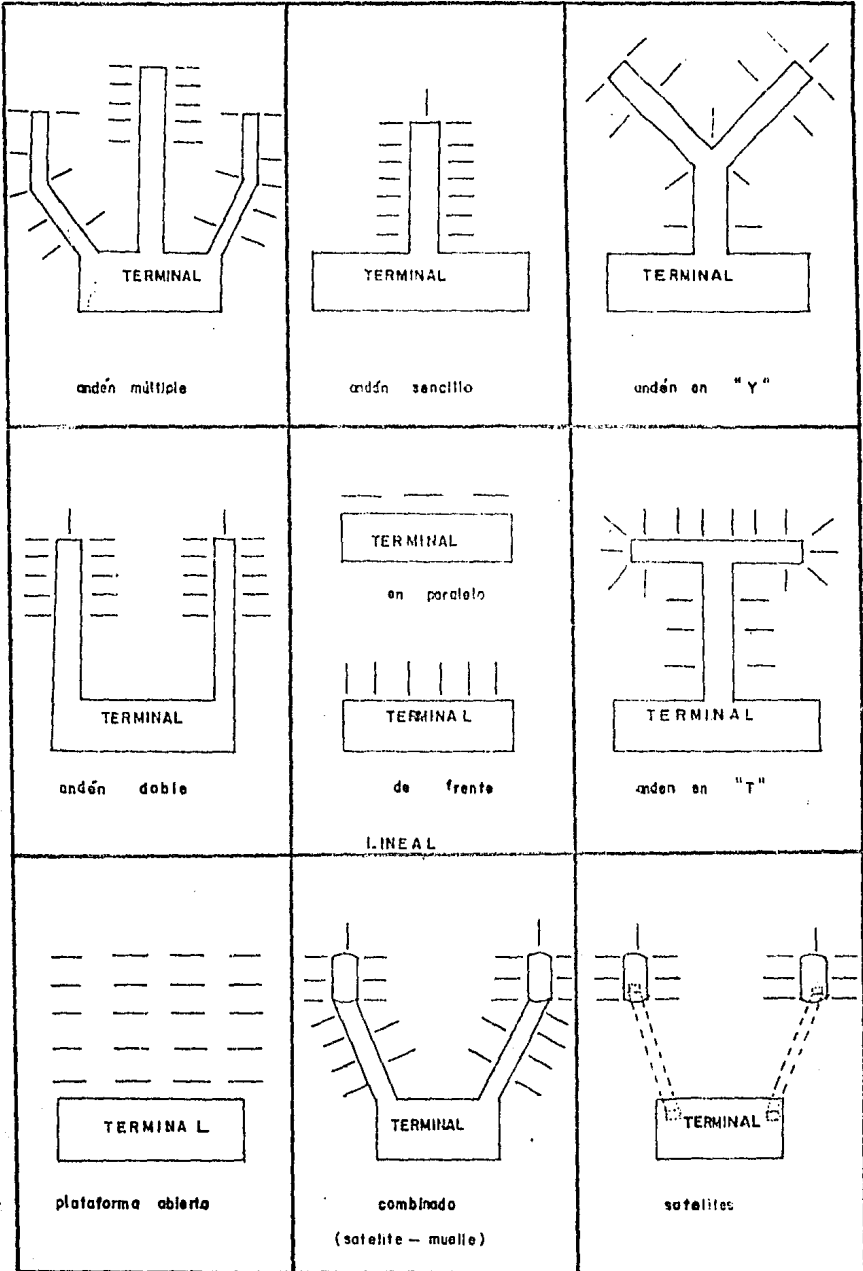 TERMINAL
andén múltiple
TERMINAL
andén sencillo
TERMINAL
andén en "Y"
TERMINAL
andén doble
TERMINAL
en paralelo
TERMINAL
de frente
LINEAL
TERMINAL
anden en "T"
TERMINAL
plataforma abierta
TERMINAL
combinado
(satelite - muelle)
TERMINAL
satelites